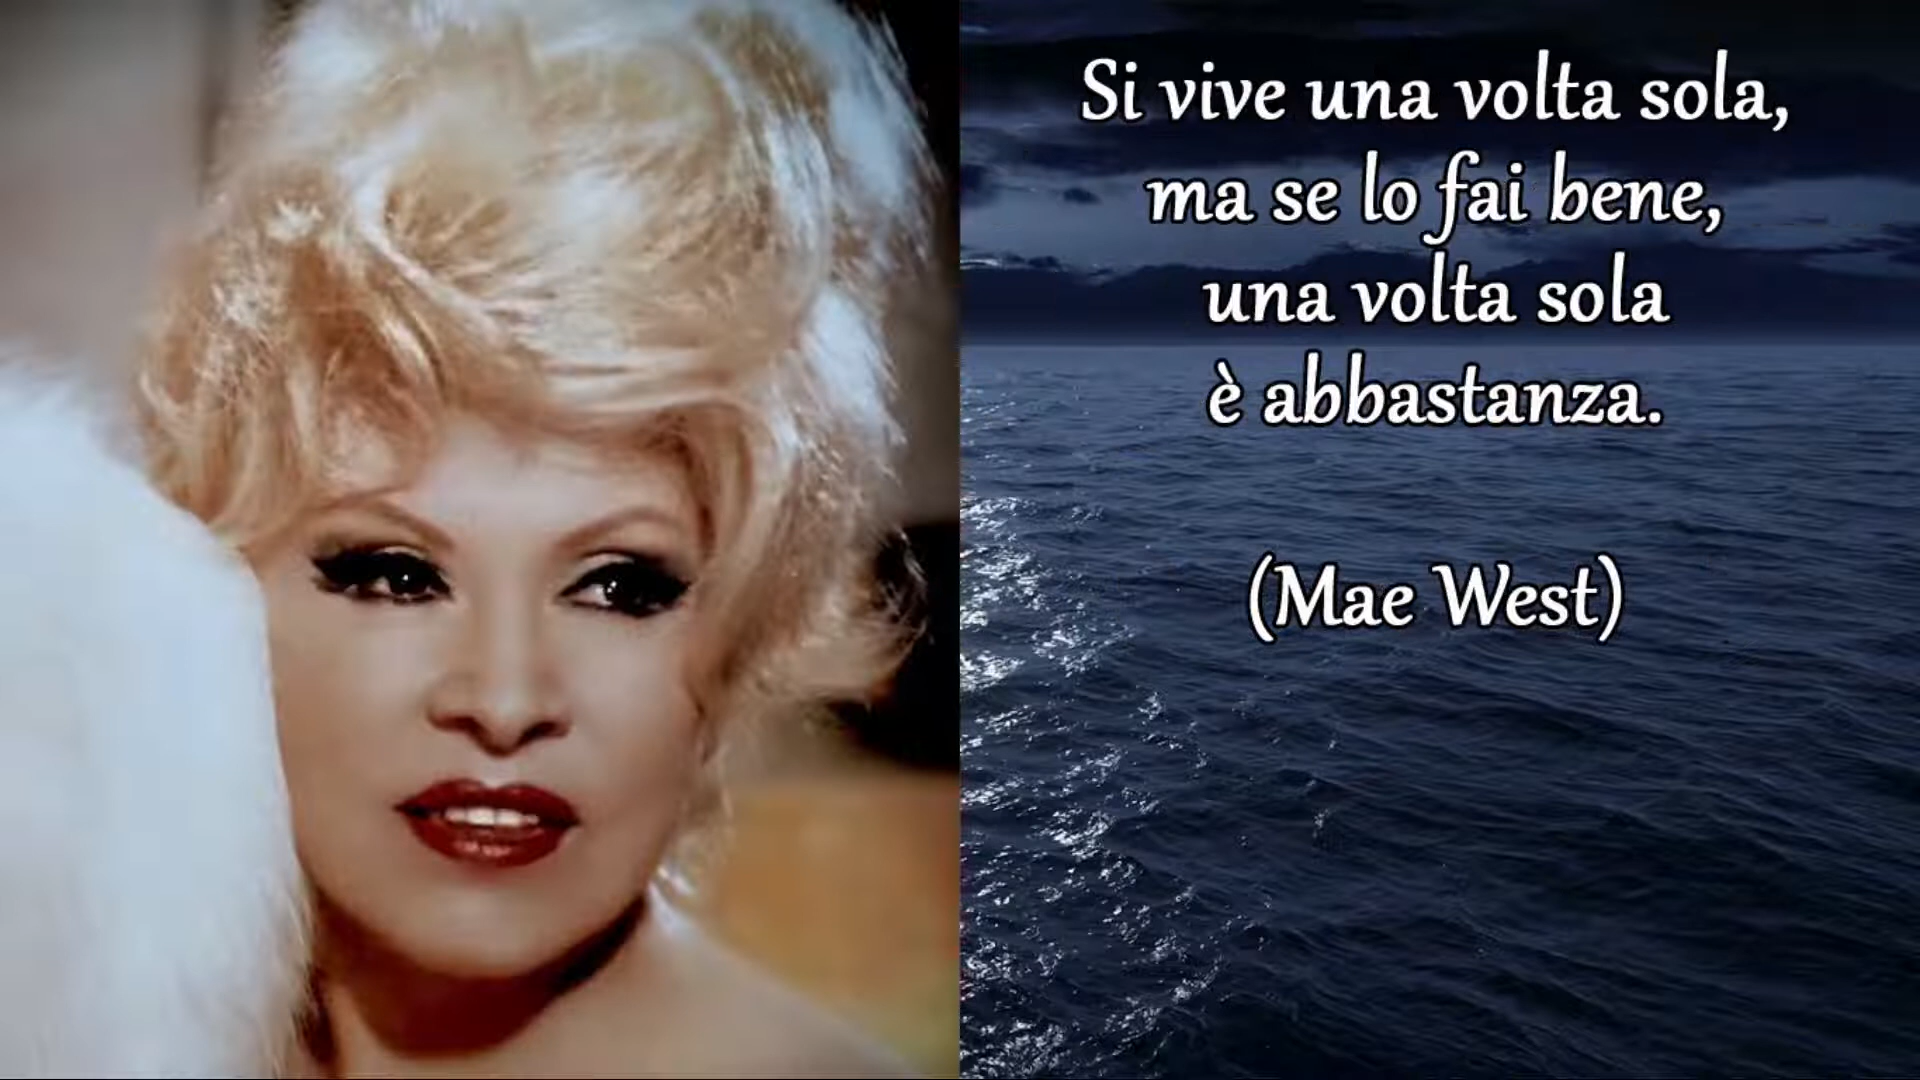 Si vive una volta sola,
ma se lo fai bene,
una volta sola
è abbastanza.
(Mae West)